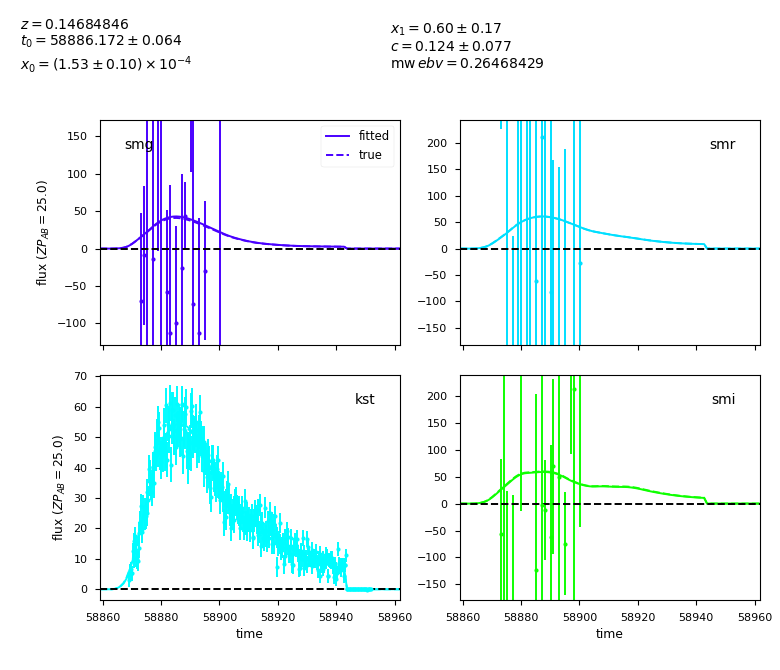 z = 0.14684846
t₀ = 58886.172 ± 0.064
x₀ = (1.53 ± 0.10) × 10⁻⁴
x₁ = 0.60 ± 0.17
c = 0.124 ± 0.077
mw ebv = 0.26468429
smg
fitted
true
150
100
50
0
−50
−100
flux (ZP_AB = 25.0)
smr
200
150
100
50
0
−50
−100
−150
kst
70
60
50
40
30
20
10
0
flux (ZP_AB = 25.0)
58860 58880 58900 58920 58940 58960
time
smi
200
150
100
50
0
−50
−100
−150
58860 58880 58900 58920 58940 58960
time